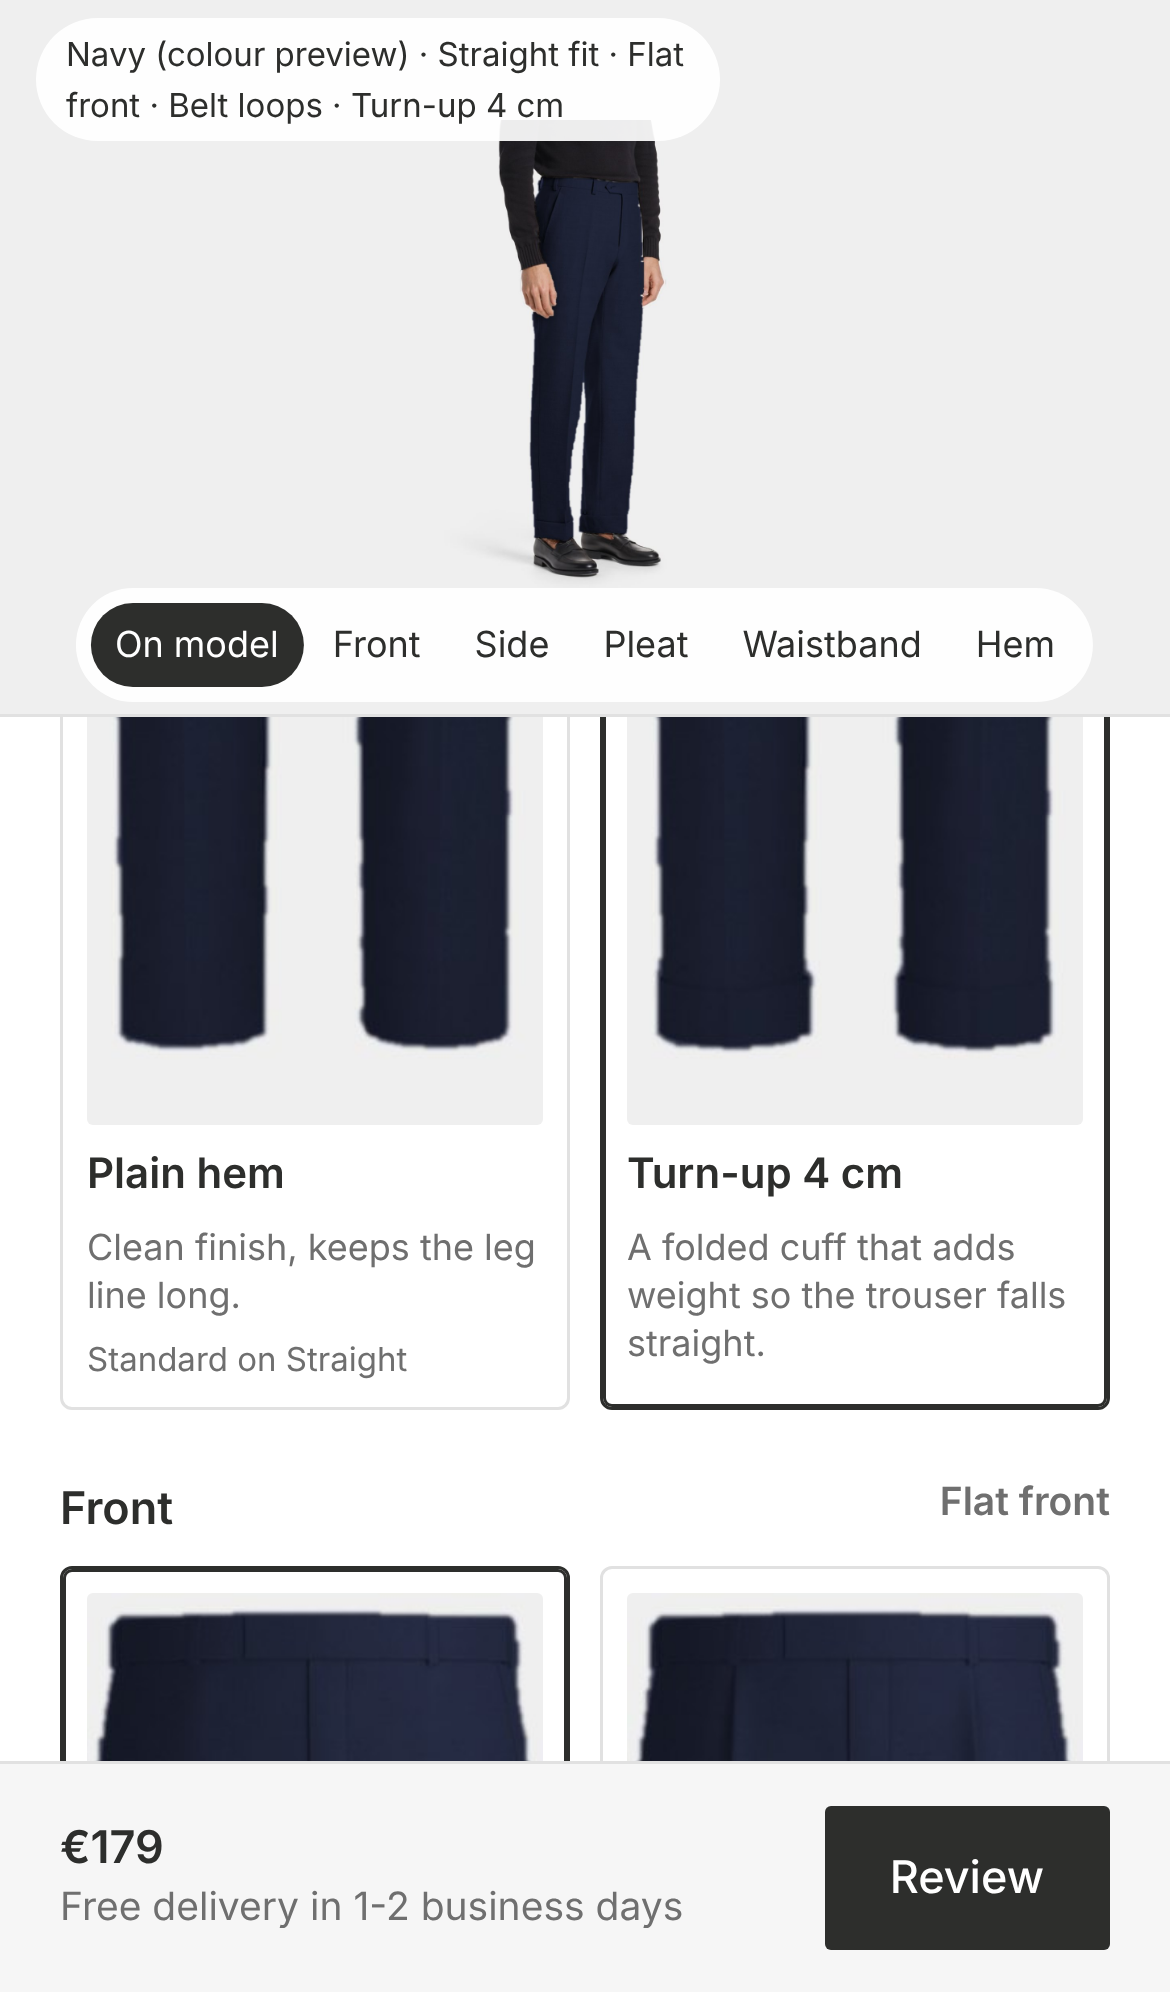 Navy (colour preview) · Straight fit · Flat
front · Belt loops · Turn-up 4 cm
On model
Front
Side
Pleat
Waistband
Hem
Plain hem
Clean finish, keeps the leg
line long.
Standard on Straight
Turn-up 4 cm
A folded cuff that adds
weight so the trouser falls
straight.
Front
Flat front
€179
Free delivery in 1-2 business days
Review